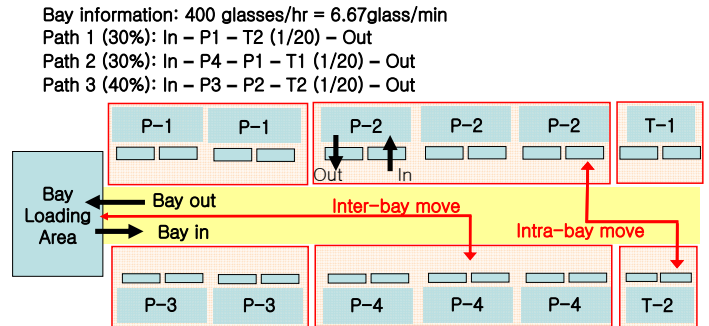 Bay information: 400 glasses/hr = 6.67glass/min
Path 1 (30%): In – P1 – T2 (1/20) – Out
Path 2 (30%): In – P4 – P1 – T1 (1/20) – Out
Path 3 (40%): In – P3 – P2 – T2 (1/20) – Out
P-1 P-1 P-2 P-2 P-2 T-1
Out In
Bay
Loading
Area
Bay out
Bay in
Inter-bay move
Intra-bay move
P-3 P-3 P-4 P-4 P-4 T-2